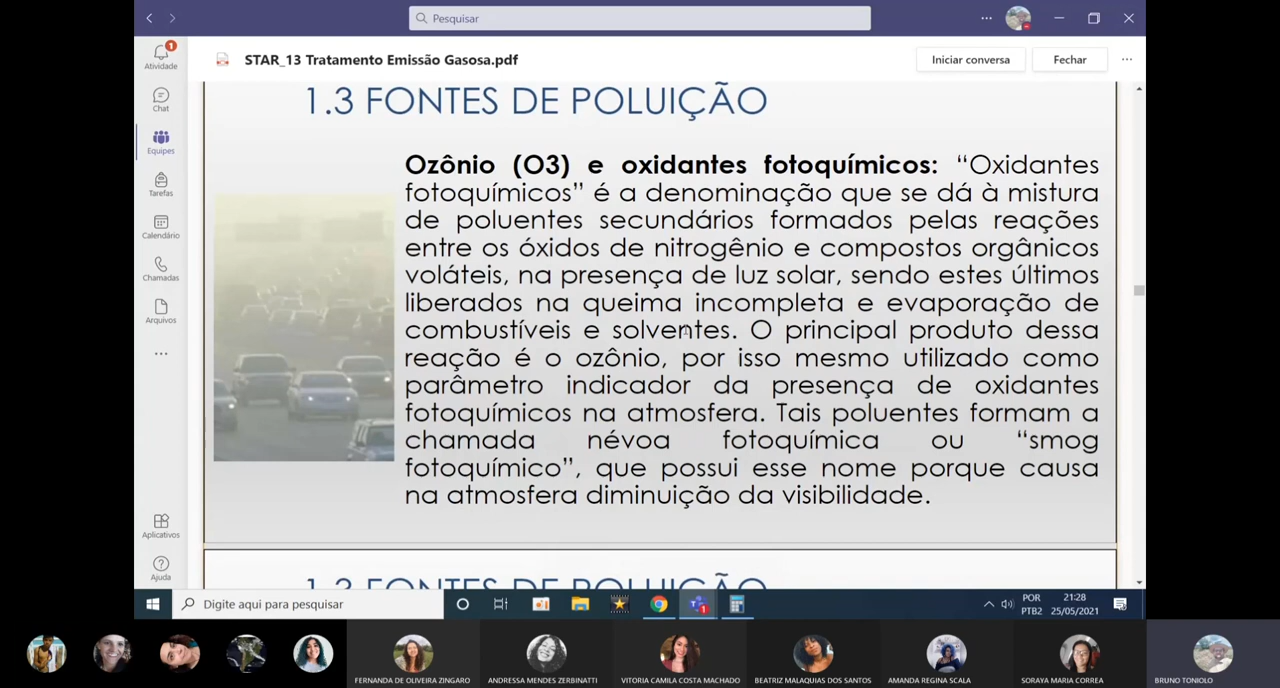 Pesquisar
Atividade
1
Chat
Equipes
Tarefas
Calendário
Chamadas
Arquivos
Aplicativos
Ajuda
STAR_13 Tratamento Emissão Gasosa.pdf
Iniciar conversa
Fechar
1.3 FONTES DE POLUIÇÃO
Ozônio (O3) e oxidantes fotoquímicos: “Oxidantes
fotoquímicos” é a denominação que se dá à mistura
de poluentes secundários formados pelas reações
entre os óxidos de nitrogênio e compostos orgânicos
voláteis, na presença de luz solar, sendo estes últimos
liberados na queima incompleta e evaporação de
combustíveis e solventes. O principal produto dessa
reação é o ozônio, por isso mesmo utilizado como
parâmetro indicador da presença de oxidantes
fotoquímicos na atmosfera. Tais poluentes formam a
chamada névoa fotoquímica ou “smog
fotoquímico”, que possui esse nome porque causa
na atmosfera diminuição da visibilidade.
1.3 FONTES DE POLUIÇÃO
Digite aqui para pesquisar
1
POR
PTB2
21:28
25/05/2021
FERNANDA DE OLIVEIRA ZINGARO
ANDRESSA MENDES ZERBINATTI
VITORIA CAMILA COSTA MACHADO
BEATRIZ MALAQUIAS DOS SANTOS
AMANDA REGINA SCALA
SORAYA MARIA CORREA
BRUNO TONIOLO